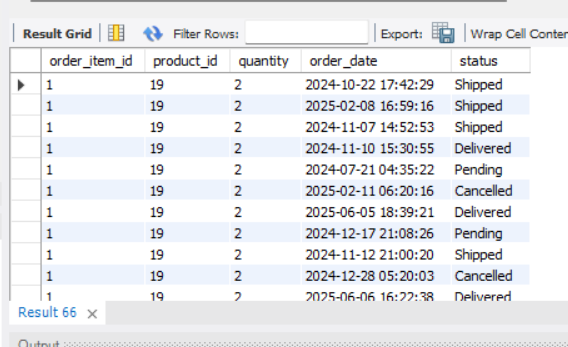 Result Grid Filter Rows: Export: Wrap Cell Conten
order_item_id product_id quantity order_date status
1 19 2 2024-10-22 17:42:29 Shipped
1 19 2 2025-02-08 16:59:16 Shipped
1 19 2 2024-11-07 14:52:53 Shipped
1 19 2 2024-11-10 15:30:55 Delivered
1 19 2 2024-07-21 04:35:22 Pending
1 19 2 2025-02-11 06:20:16 Cancelled
1 19 2 2025-06-05 18:39:21 Delivered
1 19 2 2024-12-17 21:08:26 Pending
1 19 2 2024-11-12 21:00:20 Shipped
1 19 2 2024-12-28 05:20:03 Cancelled
1 19 2 2025-06-06 16:22:38 Delivered
Result 66
Output